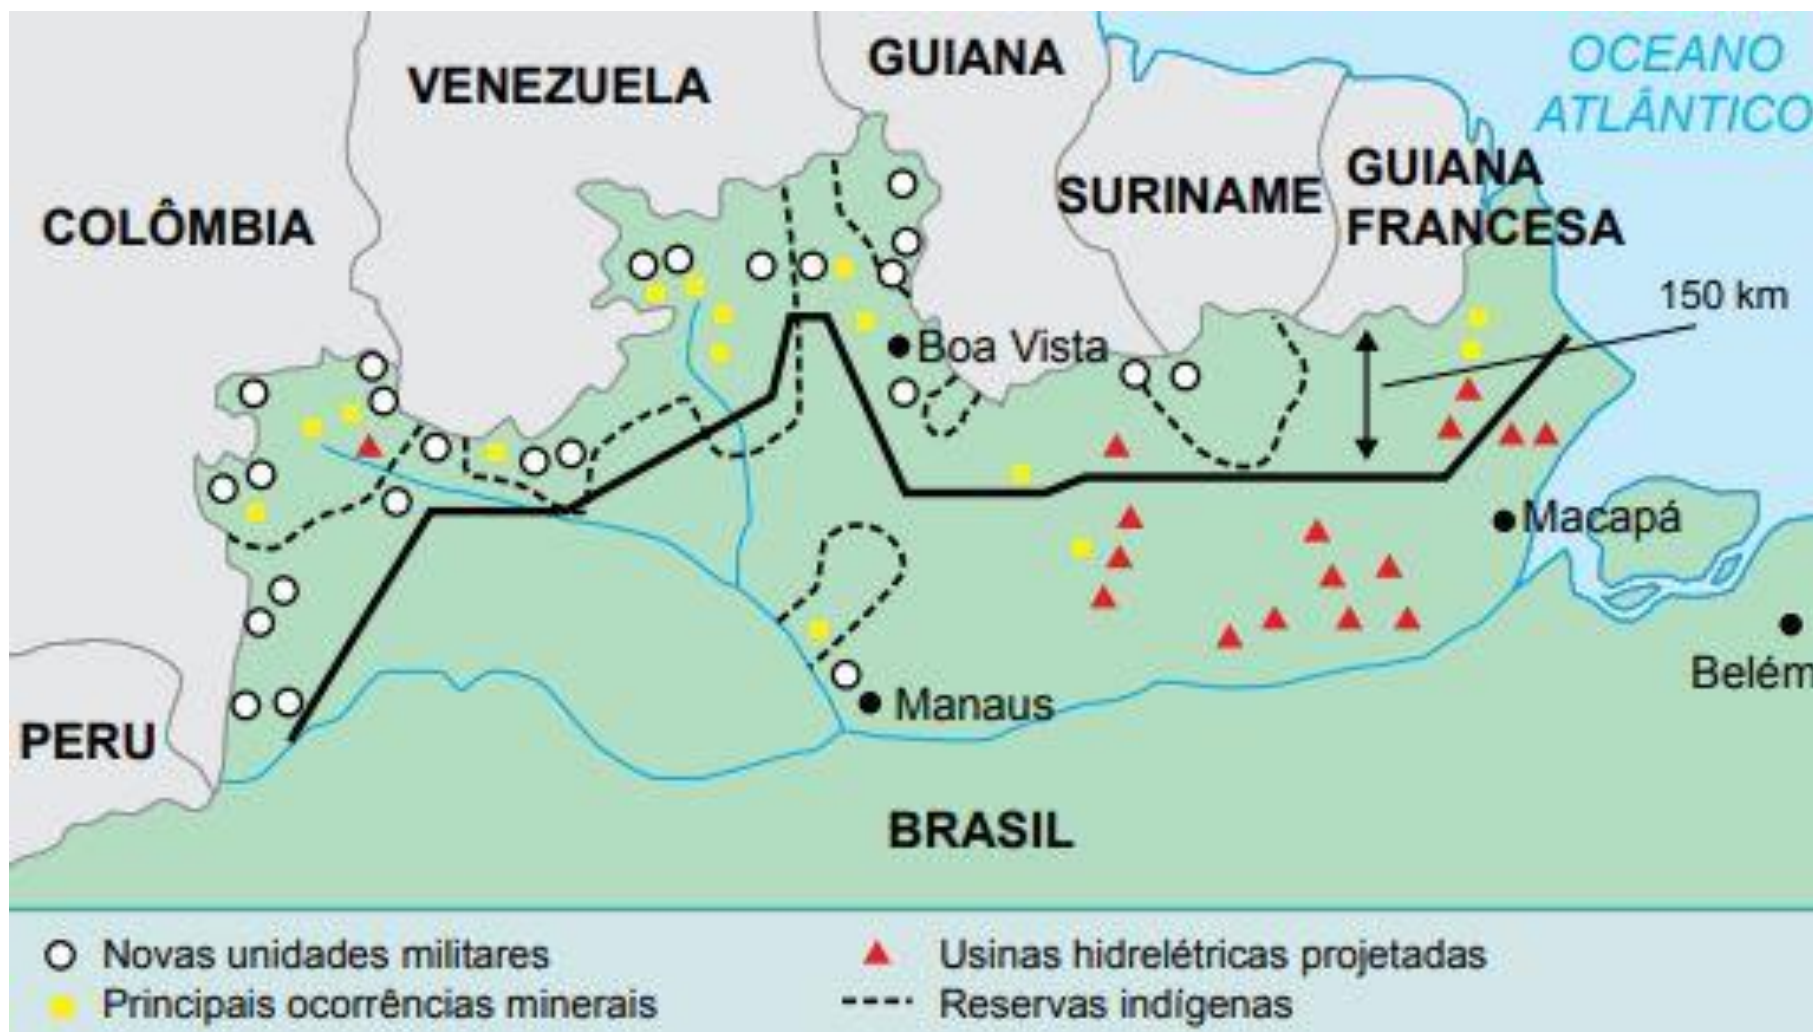 OCEANO
ATLÂNTICO
GUIANA
VENEZUELA
GUIANA
FRANCESA
SURINAME
COLÔMBIA
150 km
Boa Vista
Macapá
Belém
Manaus
PERU
BRASIL
Novas unidades militares
Usinas hidrelétricas projetadas
Principais ocorrências minerais
Reservas indígenas